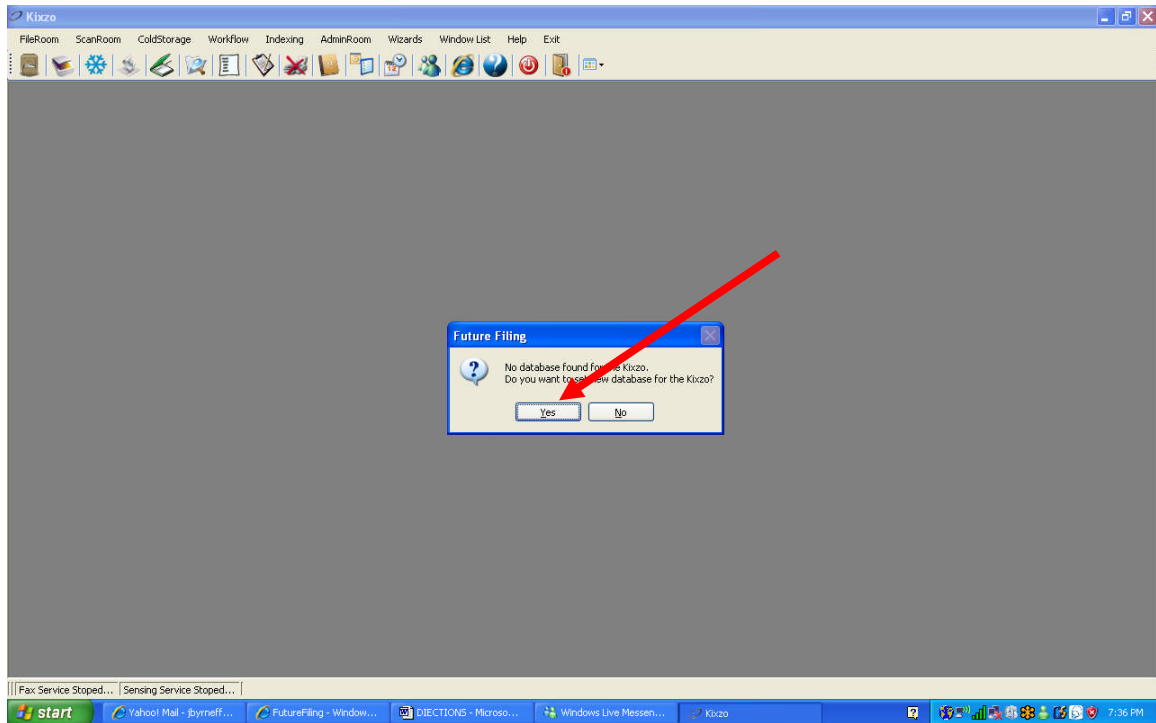 Kixzo
FileRoom ScanRoom ColdStorage Workflow Indexing AdminRoom Wizards Window List Help Exit
Future Filing
No database found for the Kixzo.
Do you want to set new database for the Kixzo?
Yes No
Fax Service Stoped... Sensing Service Stoped...
start Yahoo! Mail - jbyrneff... FutureFiling - Window... DIECTIONS - Microso... Windows Live Messen... Kixzo 7:36 PM